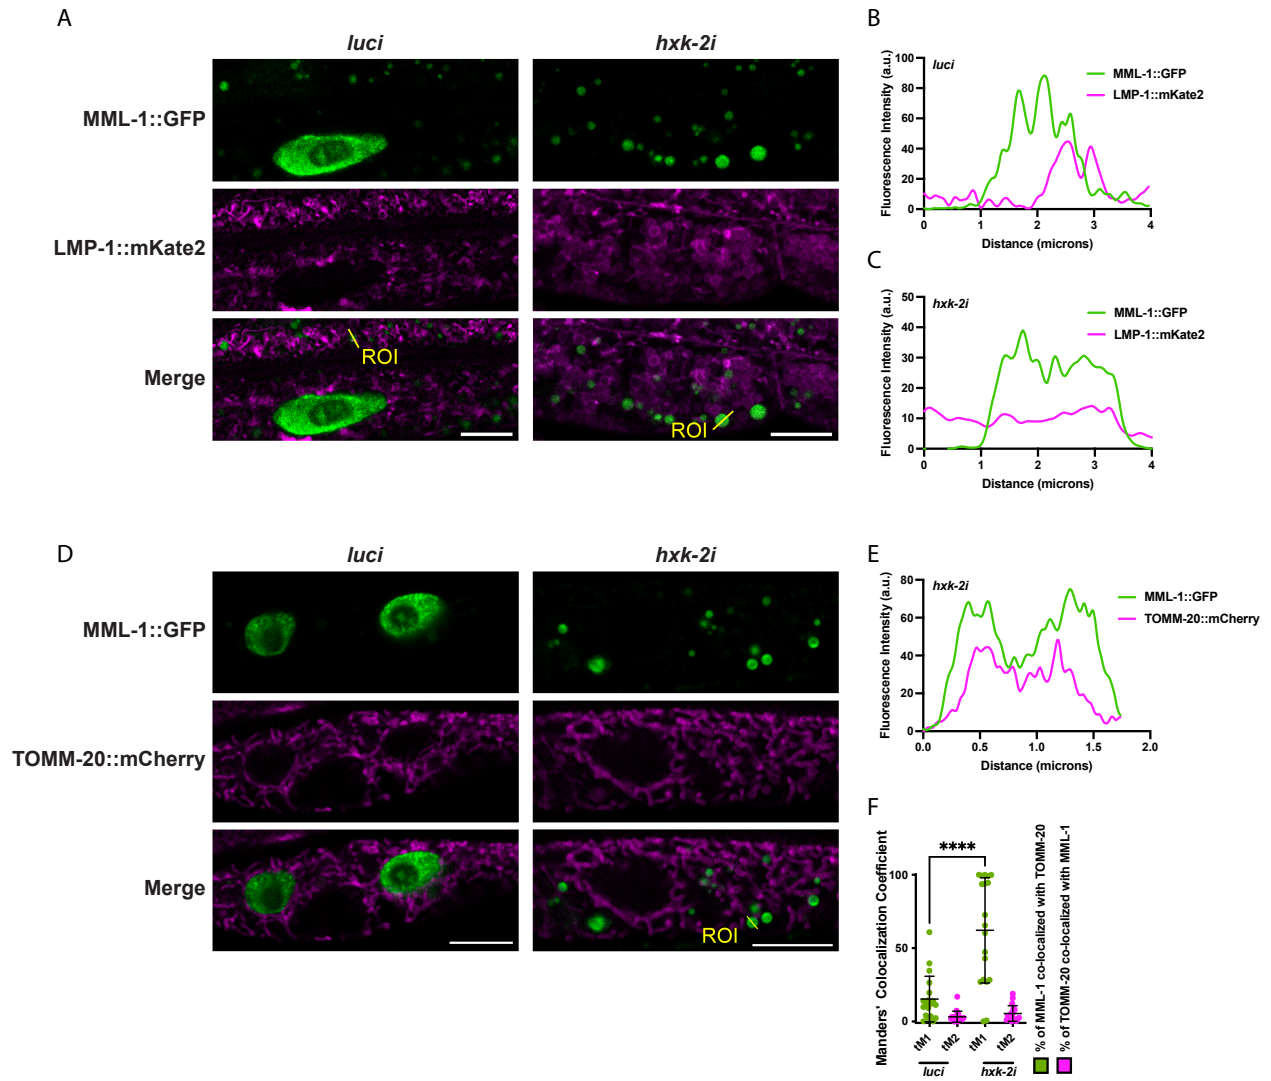 A
luci
hxk-2i
MML-1::GFP
LMP-1::mKate2
Merge
ROI
ROI
B
luci
MML-1::GFP
LMP-1::mKate2
Fluorescence Intensity (a.u.)
100
80
60
40
20
0
0 1 2 3 4
Distance (microns)
C
hxk-2i
MML-1::GFP
LMP-1::mKate2
Fluorescence Intensity (a.u.)
50
40
30
20
10
0
0 1 2 3 4
Distance (microns)
D
luci
hxk-2i
MML-1::GFP
TOMM-20::mCherry
Merge
ROI
E
hxk-2i
MML-1::GFP
TOMM-20::mCherry
Fluorescence Intensity (a.u.)
80
60
40
20
0
0.0 0.5 1.0 1.5 2.0
Distance (microns)
F
Manders' Colocalization Coefficient
100
50
0
****
tM1 tM2 tM1 tM2
luci hxk-2i
% of MML-1 co-localized with TOMM-20
% of TOMM-20 co-localized with MML-1